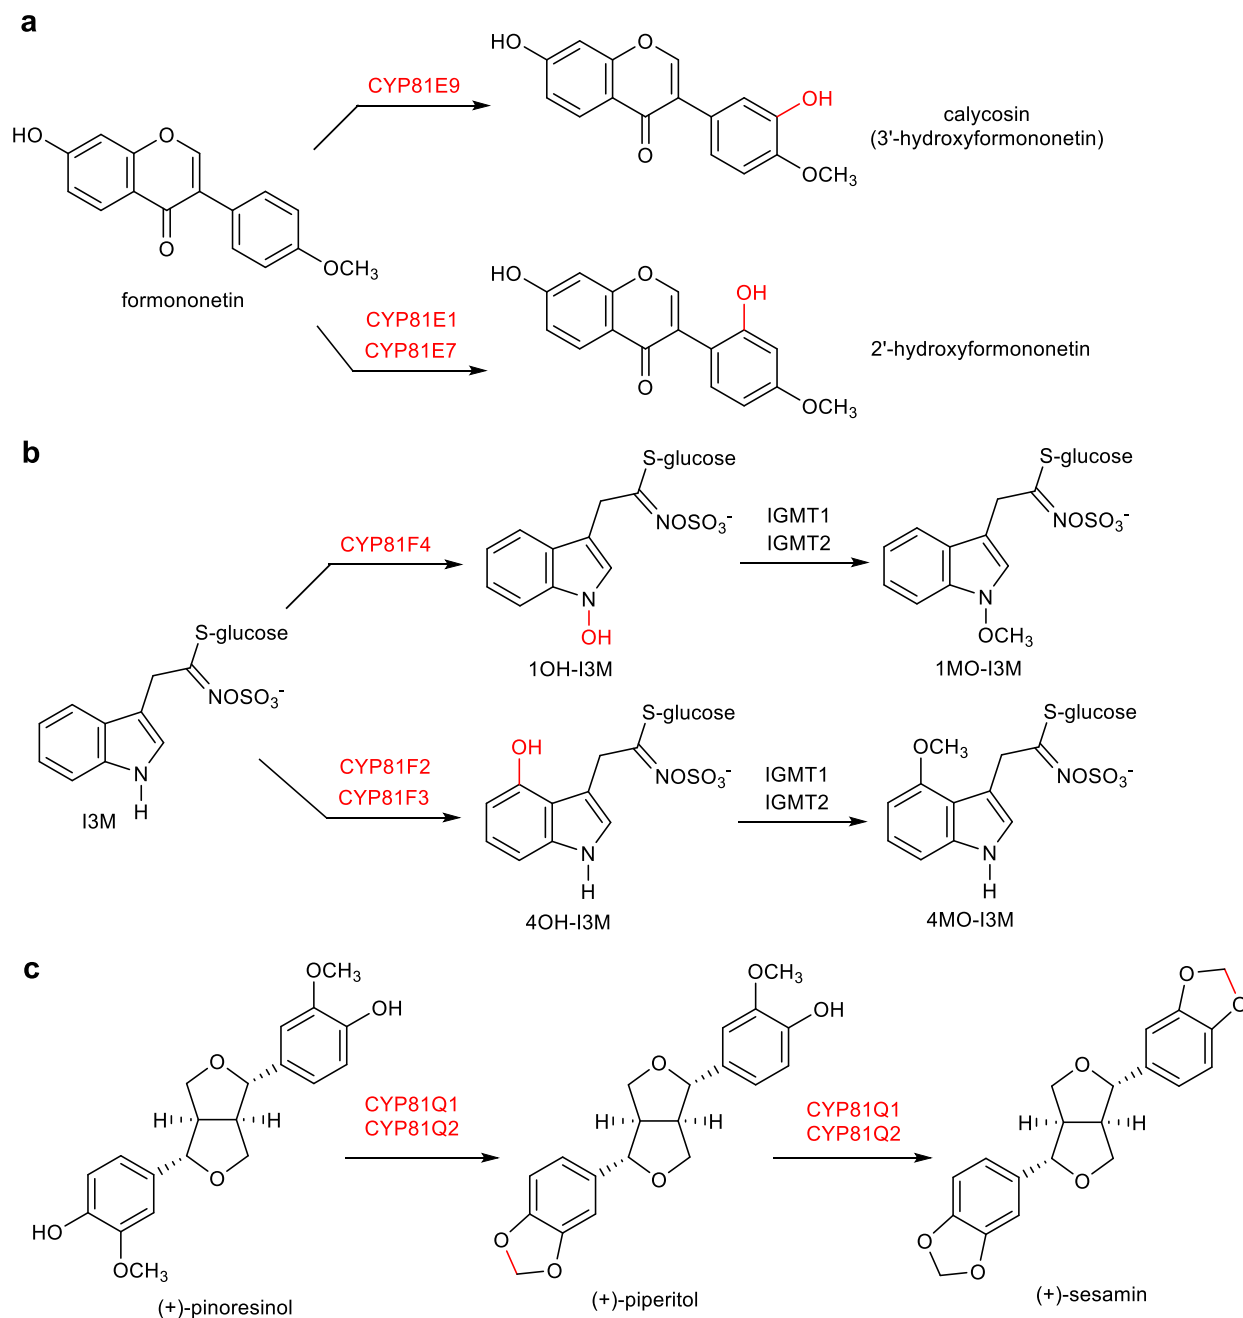 a
HO
O
O
OCH3
formononetin
CYP81E9
HO
O
O
OH
OCH3
calycosin
(3'-hydroxyformononetin)
CYP81E1
CYP81E7
HO
O
O
OH
OCH3
2'-hydroxyformononetin
b
S-glucose
NOSO3-
N
H
I3M
CYP81F4
S-glucose
NOSO3-
N
OH
1OH-I3M
IGMT1
IGMT2
S-glucose
NOSO3-
N
OCH3
1MO-I3M
CYP81F2
CYP81F3
S-glucose
OH
NOSO3-
N
H
4OH-I3M
IGMT1
IGMT2
S-glucose
OCH3
NOSO3-
N
H
4MO-I3M
c
OCH3
OH
O
H
H
O
HO
OCH3
(+)-pinoresinol
CYP81Q1
CYP81Q2
OCH3
OH
O
H
H
O
O
O
(+)-piperitol
CYP81Q1
CYP81Q2
O
O
O
H
H
O
O
O
(+)-sesamin